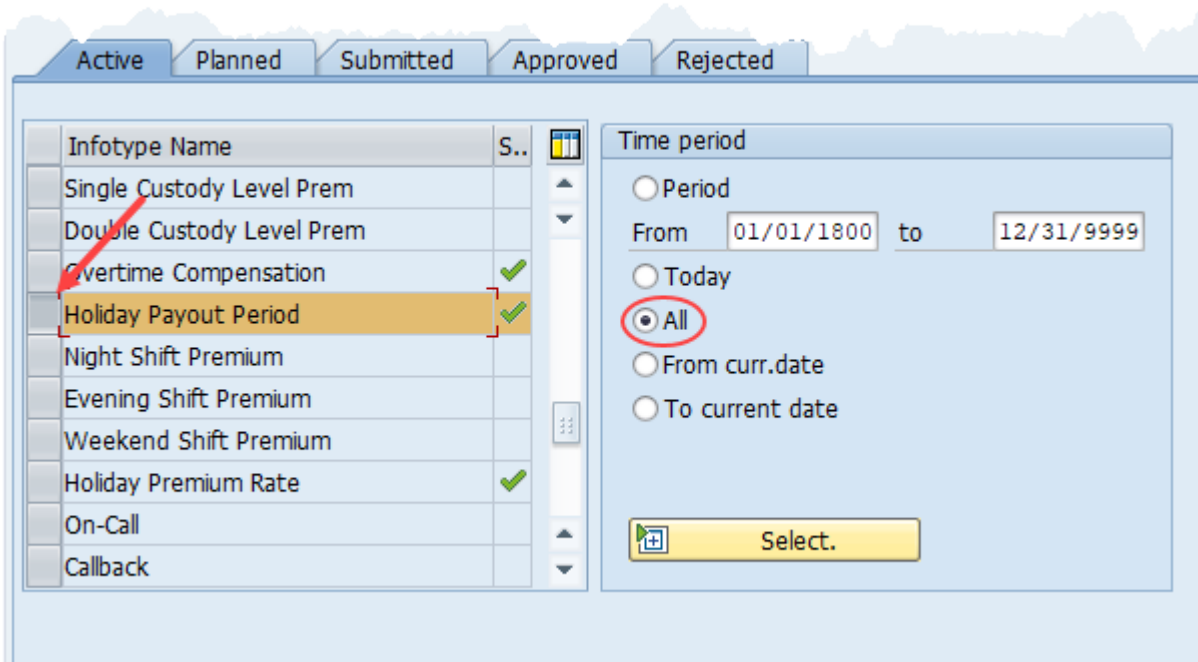 Active Planned Submitted Approved Rejected
Infotype Name S..
Single Custody Level Prem
Double Custody Level Prem
Overtime Compensation
Holiday Payout Period
Night Shift Premium
Evening Shift Premium
Weekend Shift Premium
Holiday Premium Rate
On-Call
Callback
Time period
Period
From 01/01/1800 to 12/31/9999
Today
All
From curr.date
To current date
Select.